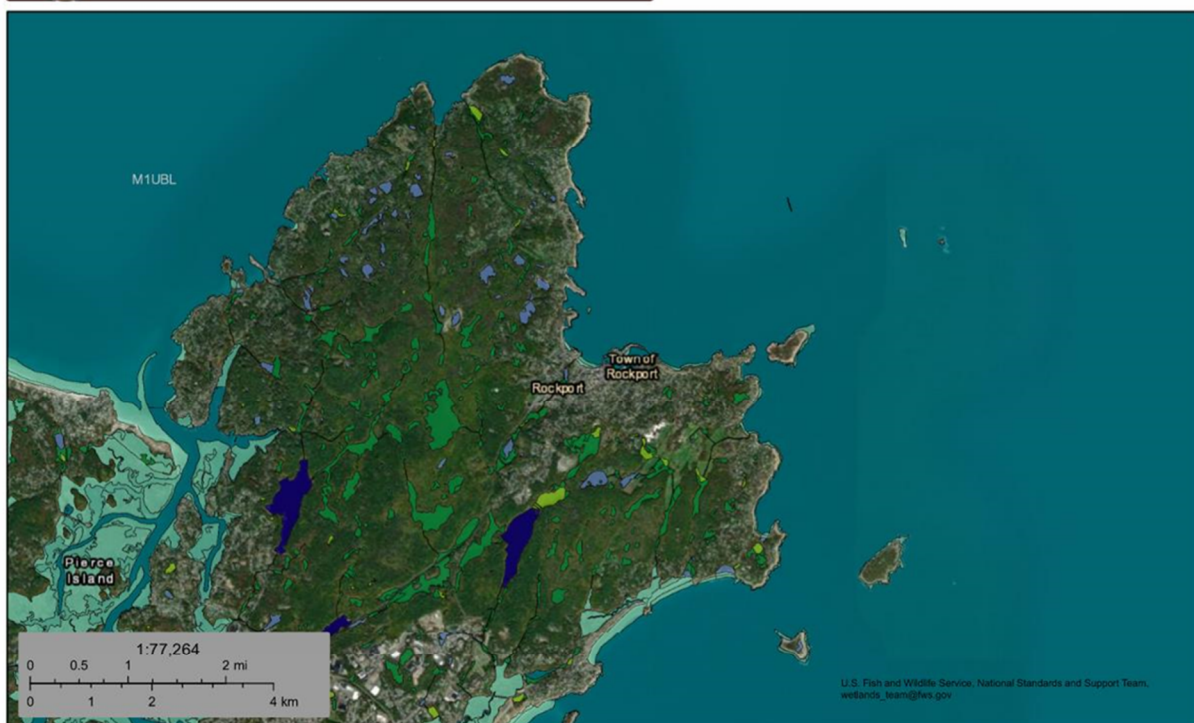 M1UBL
Town of
Rockport
Rockport
Pierce
Island
1:77,264
0 0.5 1 2 mi
0 1 2 4 km
U.S. Fish and Wildlife Service, National Standards and Support Team,
wetlands_team@fws.gov